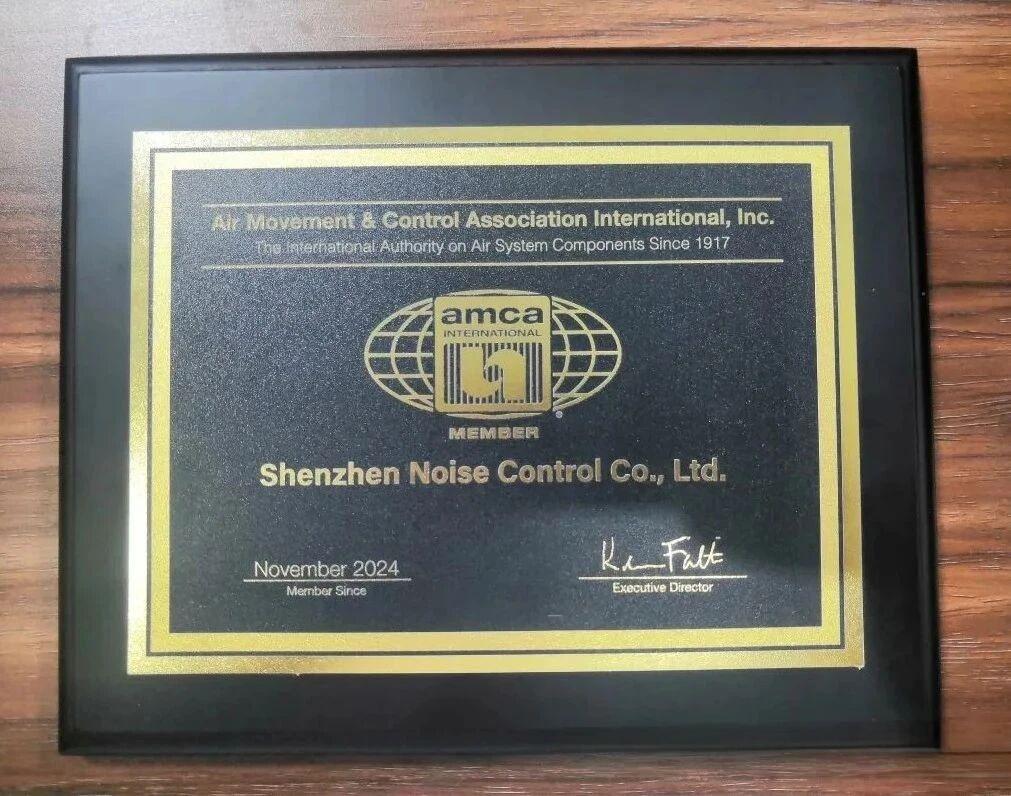 Air Movement & Control Association International, Inc.
The International Authority on Air System Components Since 1917
amca
INTERNATIONAL
®
MEMBER
Shenzhen Noise Control Co., Ltd.
November 2024
Member Since
Executive Director